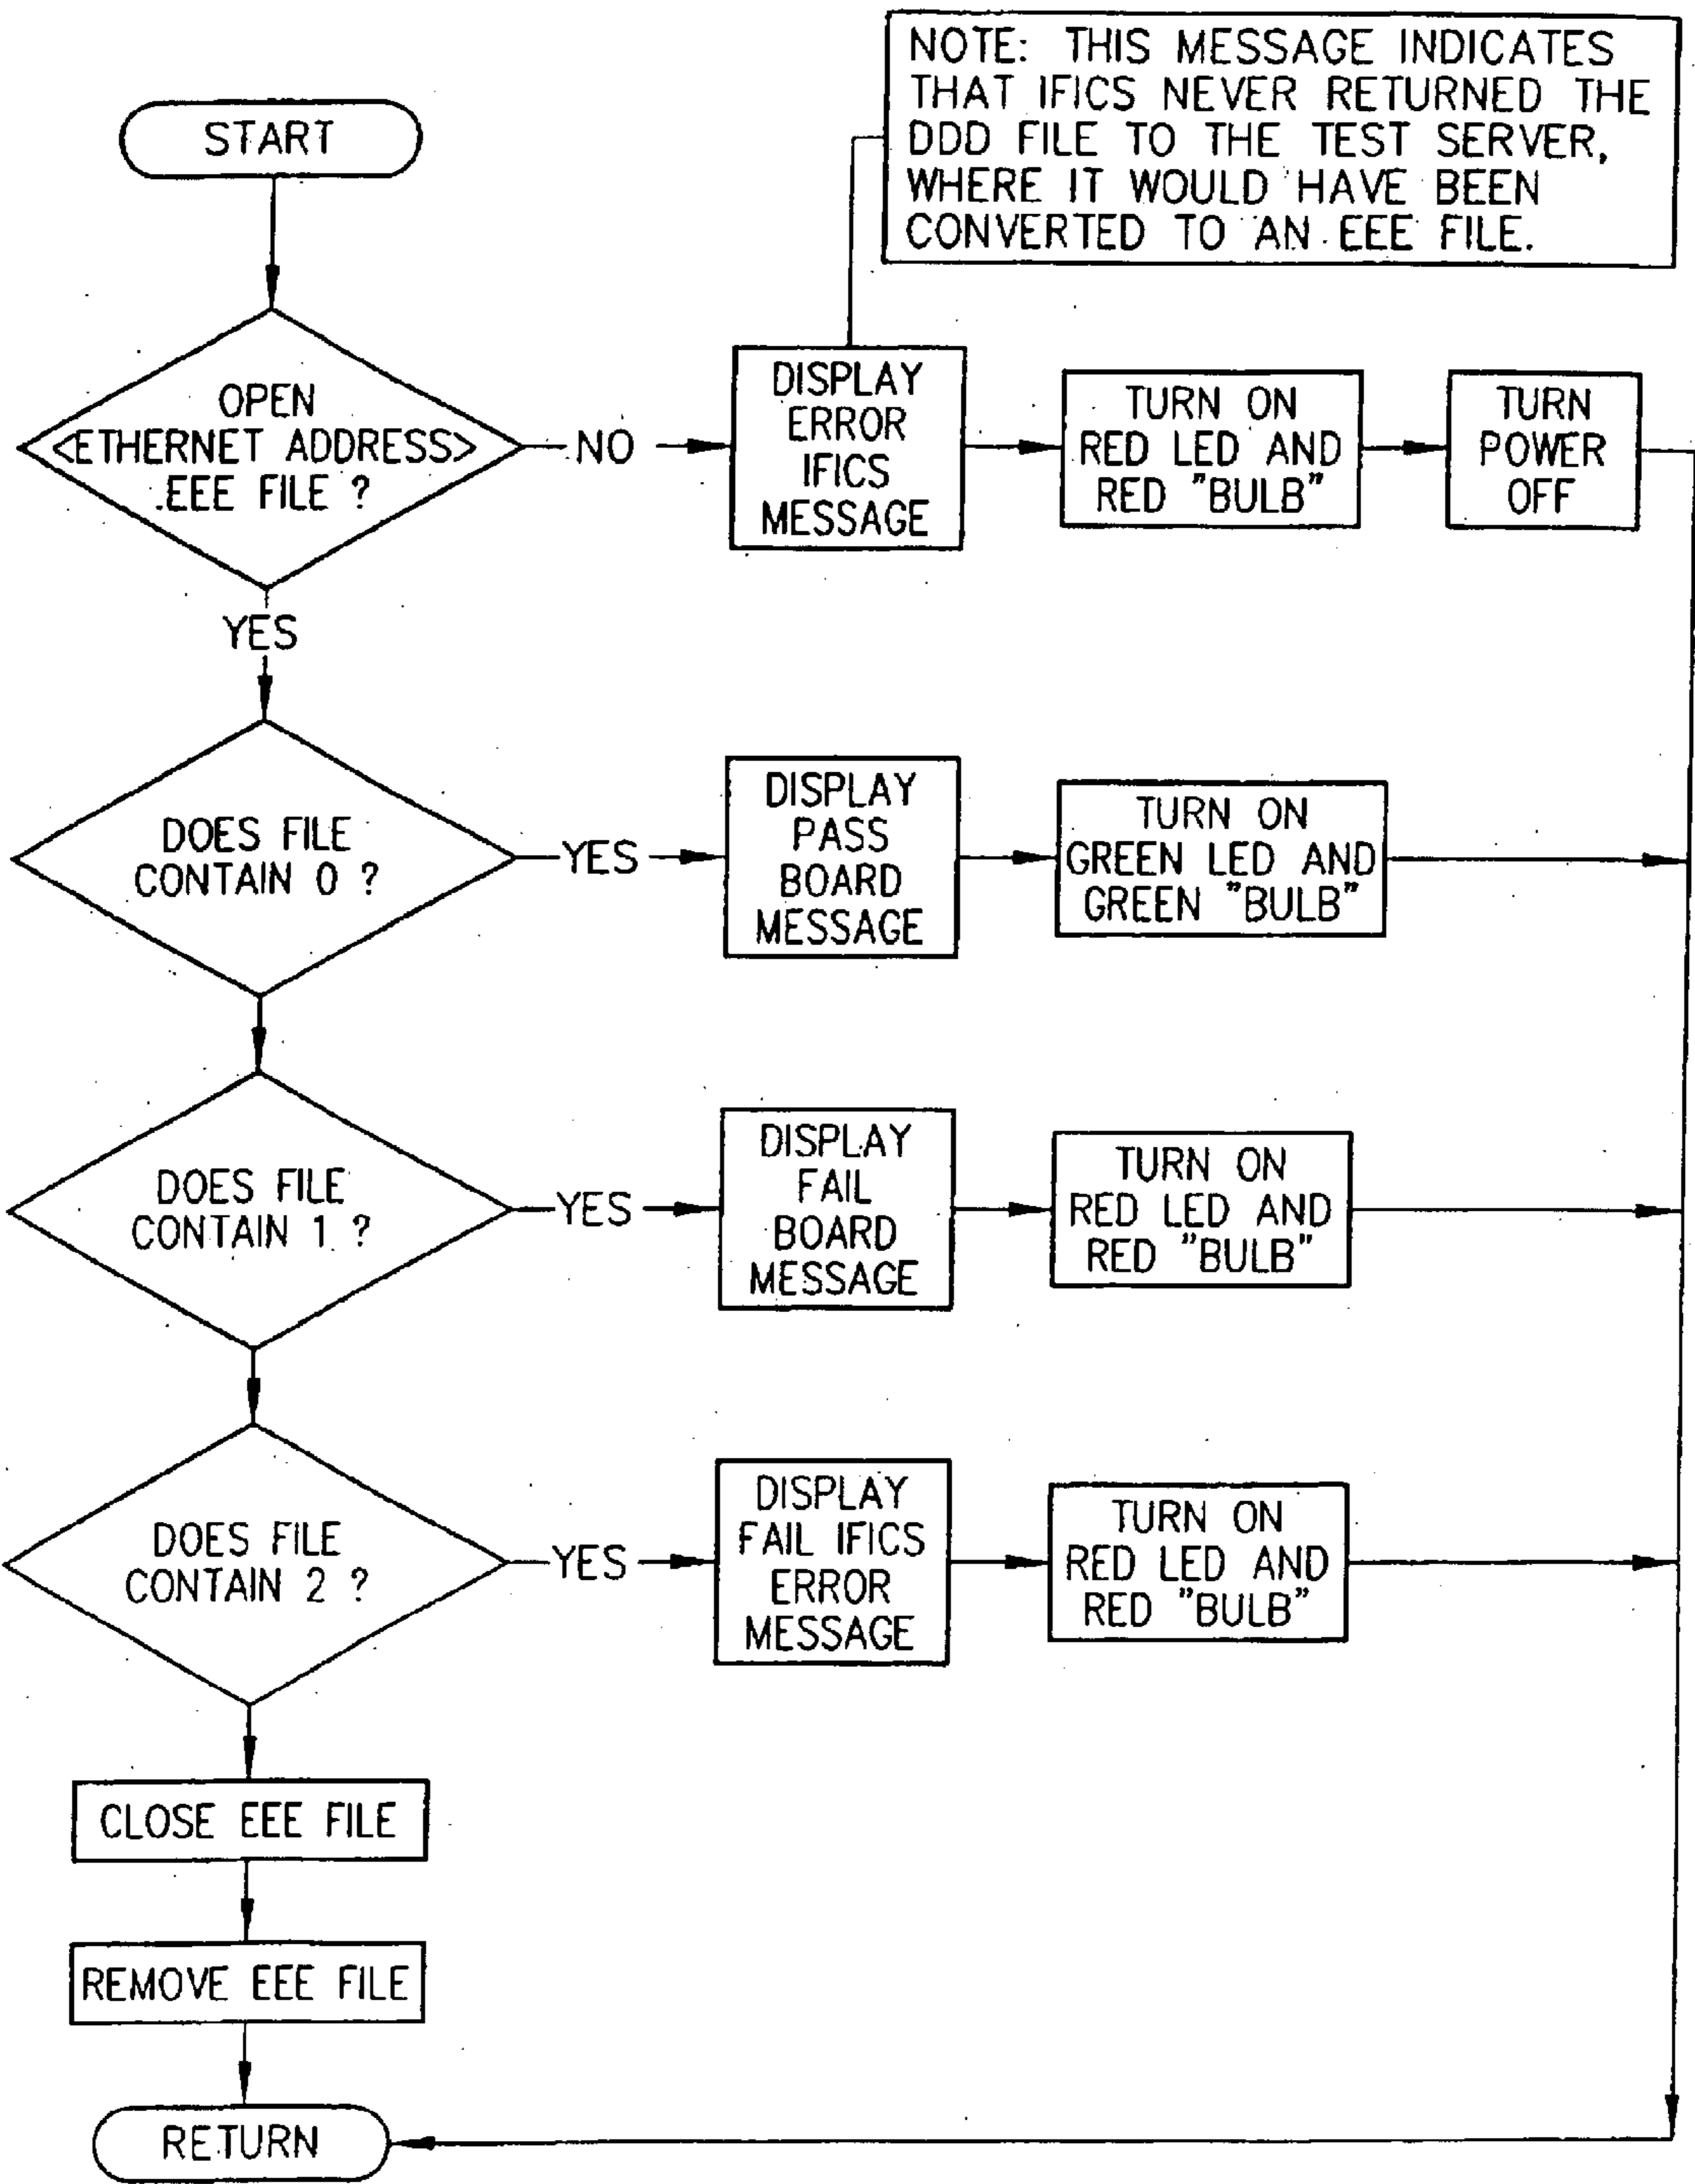 NOTE: THIS MESSAGE INDICATES
THAT IFICS NEVER RETURNED THE
DDD FILE TO THE TEST SERVER,
WHERE IT WOULD HAVE BEEN
CONVERTED TO AN EEE FILE.
START
OPEN
<ETHERNET ADDRESS>
.EEE FILE ?
NO
DISPLAY
ERROR
IFICS
MESSAGE
TURN ON
RED LED AND
RED "BULB"
TURN
POWER
OFF
YES
DOES FILE
CONTAIN 0 ?
YES
DISPLAY
PASS
BOARD
MESSAGE
TURN ON
GREEN LED AND
GREEN "BULB"
DOES FILE
CONTAIN 1 ?
YES
DISPLAY
FAIL
BOARD
MESSAGE
TURN ON
RED LED AND
RED "BULB"
DOES FILE
CONTAIN 2 ?
YES
DISPLAY
FAIL IFICS
ERROR
MESSAGE
TURN ON
RED LED AND
RED "BULB"
CLOSE EEE FILE
REMOVE EEE FILE
RETURN